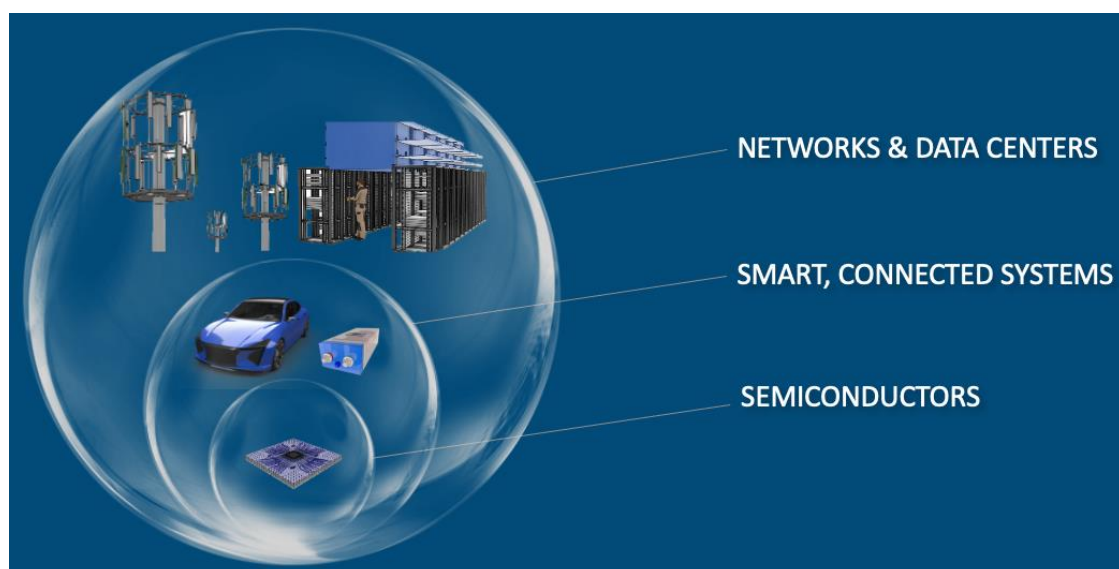 NETWORKS & DATA CENTERS
SMART, CONNECTED SYSTEMS
SEMICONDUCTORS